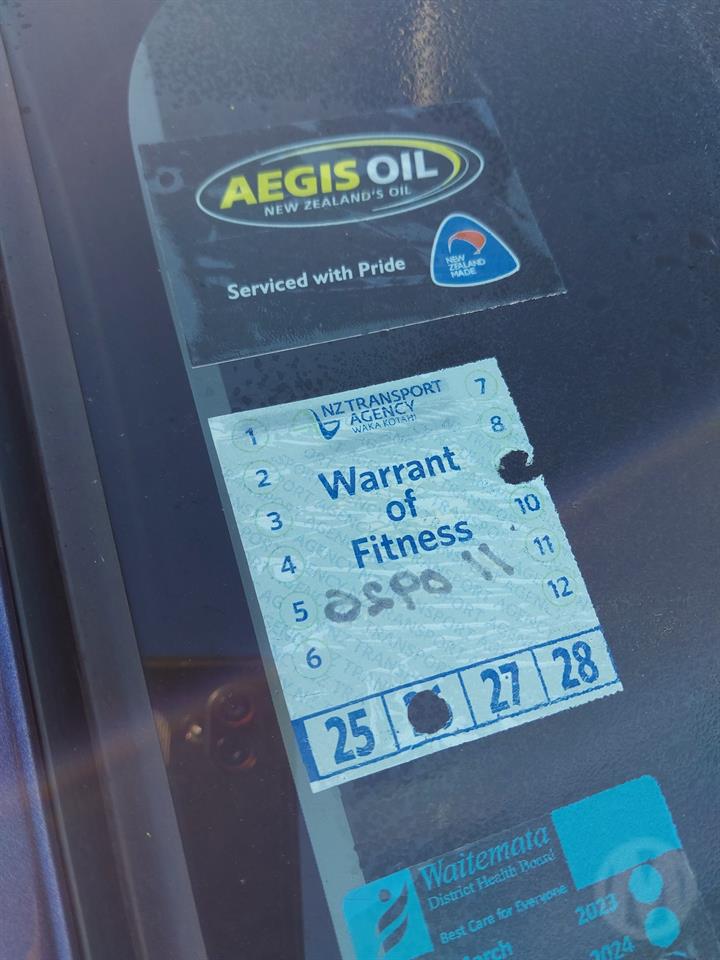 AEGIS OIL
NEW ZEALAND'S OIL
Serviced with Pride
NEW
ZEALAND
MADE
NZ TRANSPORT
AGENCY
WAKA KOTAHI
1
2
3
4
5
6
7
8
10
11
12
Warrant
of
Fitness
25
27
28
Waitemata
District Health Board
Best Care for Everyone
2023
2024